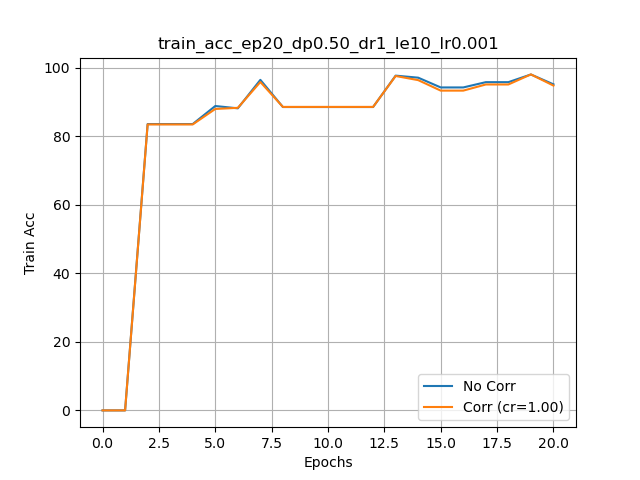 train_acc_ep20_dp0.50_dr1_le10_lr0.001
100
80
60
40
20
0
Train Acc
No Corr
Corr (cr=1.00)
0.0 2.5 5.0 7.5 10.0 12.5 15.0 17.5 20.0
Epochs